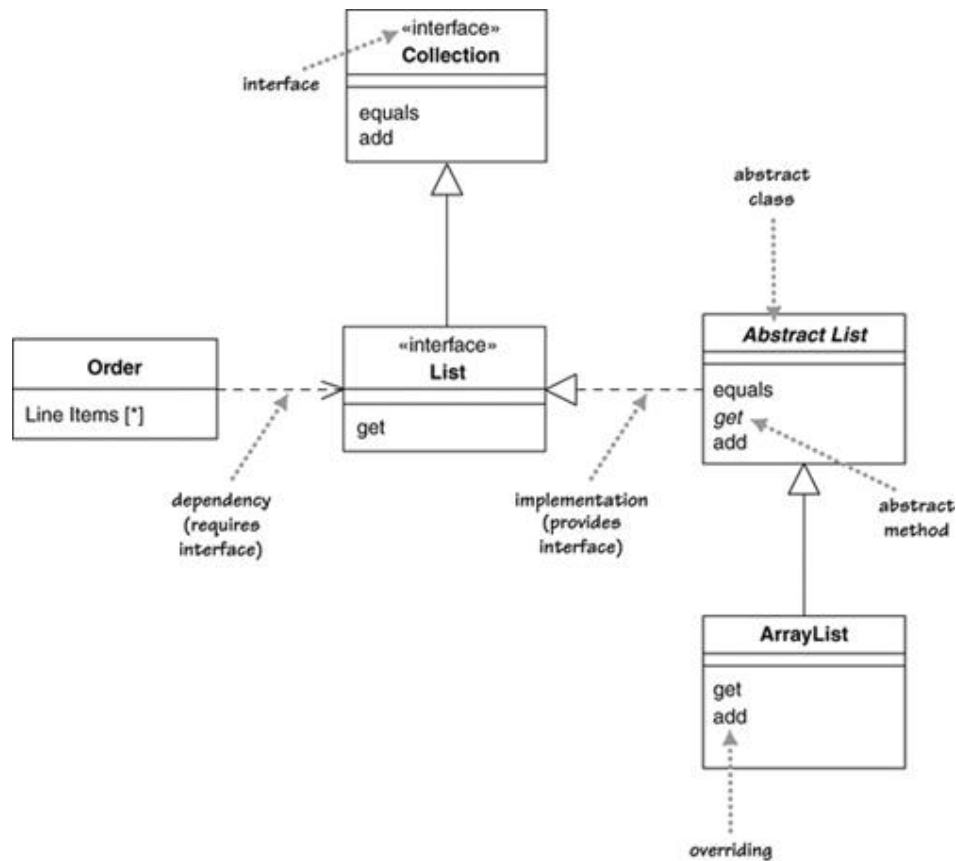 «interface»
Collection
interface
equals
add
abstract
class
«interface»
List
get
Abstract List
equals
get
add
Order
Line Items [*]
dependency
(requires
interface)
implementation
(provides
interface)
abstract
method
ArrayList
get
add
overriding